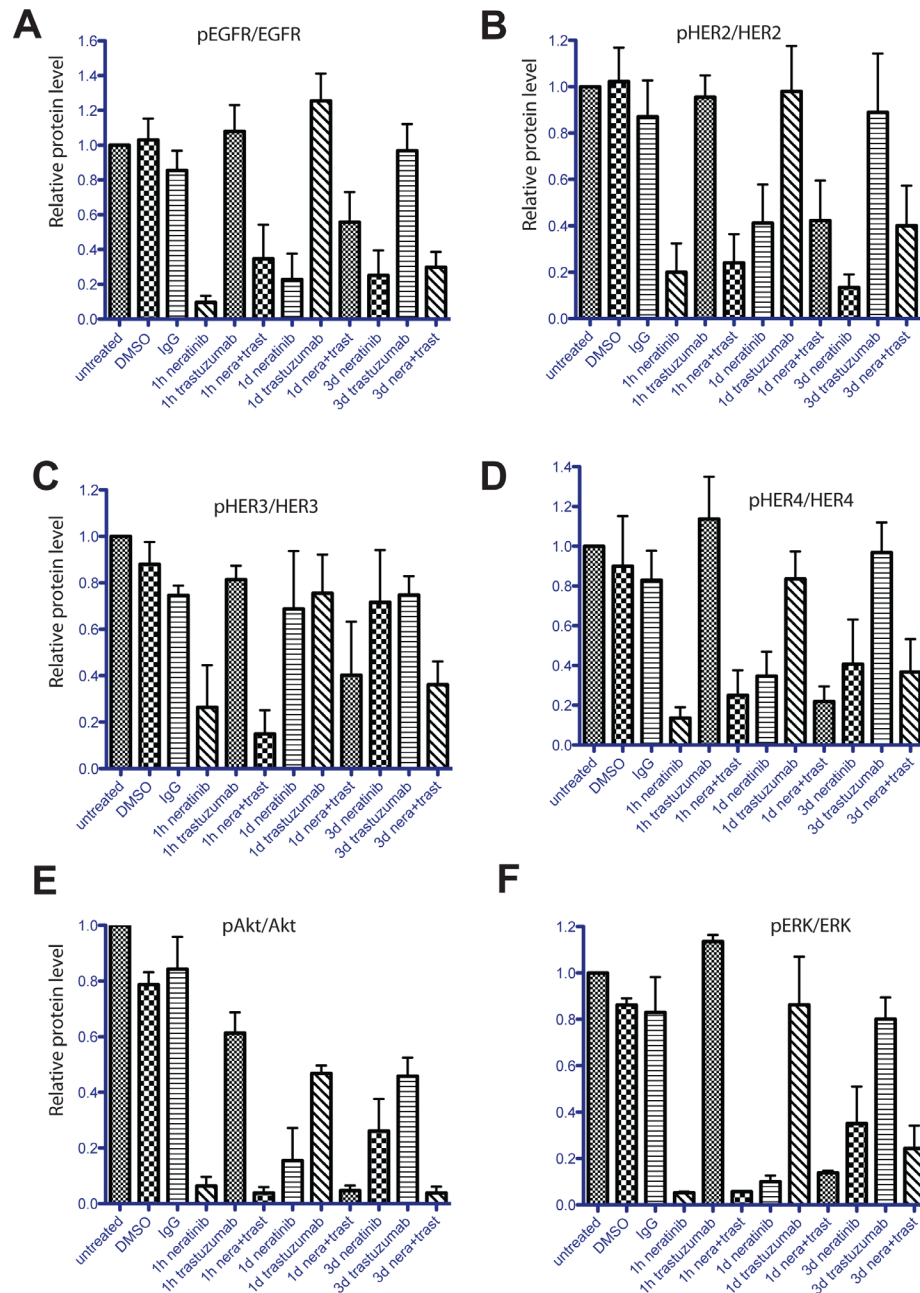 A
pEGFR/EGFR
Relative protein level
1.6
1.4
1.2
1.0
0.8
0.6
0.4
0.2
0.0
untreated
DMSO
IgG
1h neratinib
1h trastuzumab
1h nera+trast
1d neratinib
1d trastuzumab
1d nera+trast
3d neratinib
3d trastuzumab
3d nera+trast
B
pHER2/HER2
Relative protein level
1.2
1.0
0.8
0.6
0.4
0.2
0.0
untreated
DMSO
IgG
1h neratinib
1h trastuzumab
1h nera+trast
1d neratinib
1d trastuzumab
1d nera+trast
3d neratinib
3d trastuzumab
3d nera+trast
C
pHER3/HER3
Relative protein level
1.2
1.0
0.8
0.6
0.4
0.2
0.0
untreated
DMSO
IgG
1h neratinib
1h trastuzumab
1h nera+trast
1d neratinib
1d trastuzumab
1d nera+trast
3d neratinib
3d trastuzumab
3d nera+trast
D
pHER4/HER4
1.4
1.2
1.0
0.8
0.6
0.4
0.2
0.0
untreated
DMSO
IgG
1h neratinib
1h trastuzumab
1h nera+trast
1d neratinib
1d trastuzumab
1d nera+trast
3d neratinib
3d trastuzumab
3d nera+trast
E
pAkt/Akt
Relative protein level
1.0
0.8
0.6
0.4
0.2
0.0
untreated
DMSO
IgG
1h neratinib
1h trastuzumab
1h nera+trast
1d neratinib
1d trastuzumab
1d nera+trast
3d neratinib
3d trastuzumab
3d nera+trast
F
pERK/ERK
1.2
1.0
0.8
0.6
0.4
0.2
0.0
untreated
DMSO
IgG
1h neratinib
1h trastuzumab
1h nera+trast
1d neratinib
1d trastuzumab
1d nera+trast
3d neratinib
3d trastuzumab
3d nera+trast